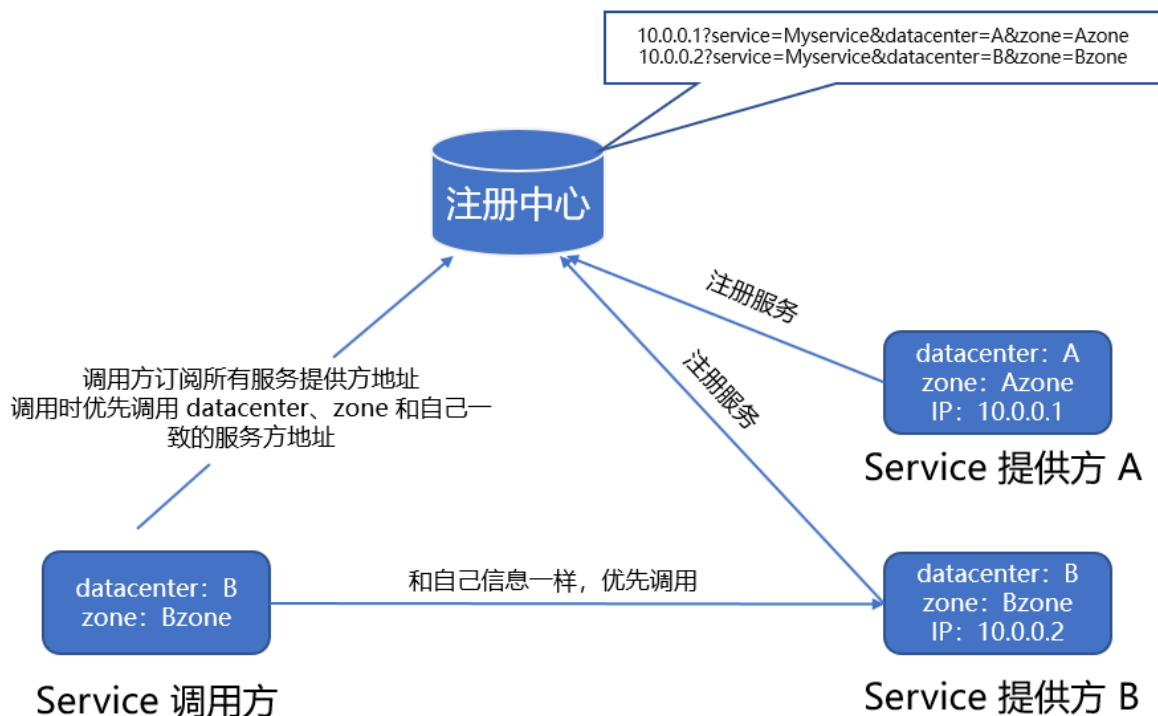 10.0.0.1?service=Myservice&datacenter=A&zone=Azone
10.0.0.2?service=Myservice&datacenter=B&zone=Bzone
注册中心
注册服务
datacenter：A
zone：Azone
IP：10.0.0.1
Service 提供方 A
调用方订阅所有服务提供方地址
调用时优先调用 datacenter、zone 和自己一
致的服务方地址
注册服务
datacenter：B
zone：Bzone
Service 调用方
和自己信息一样，优先调用
datacenter：B
zone：Bzone
IP：10.0.0.2
Service 提供方 B